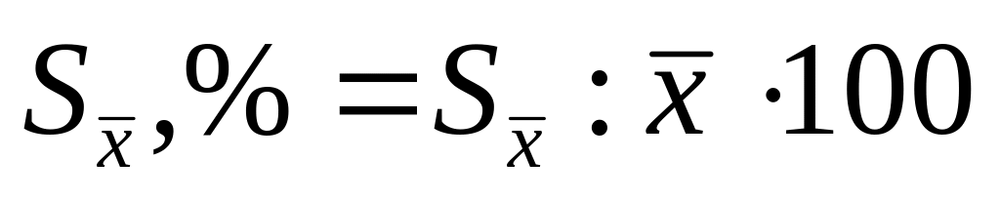 S_x̅,% = S_x̅ : x̅ ·100